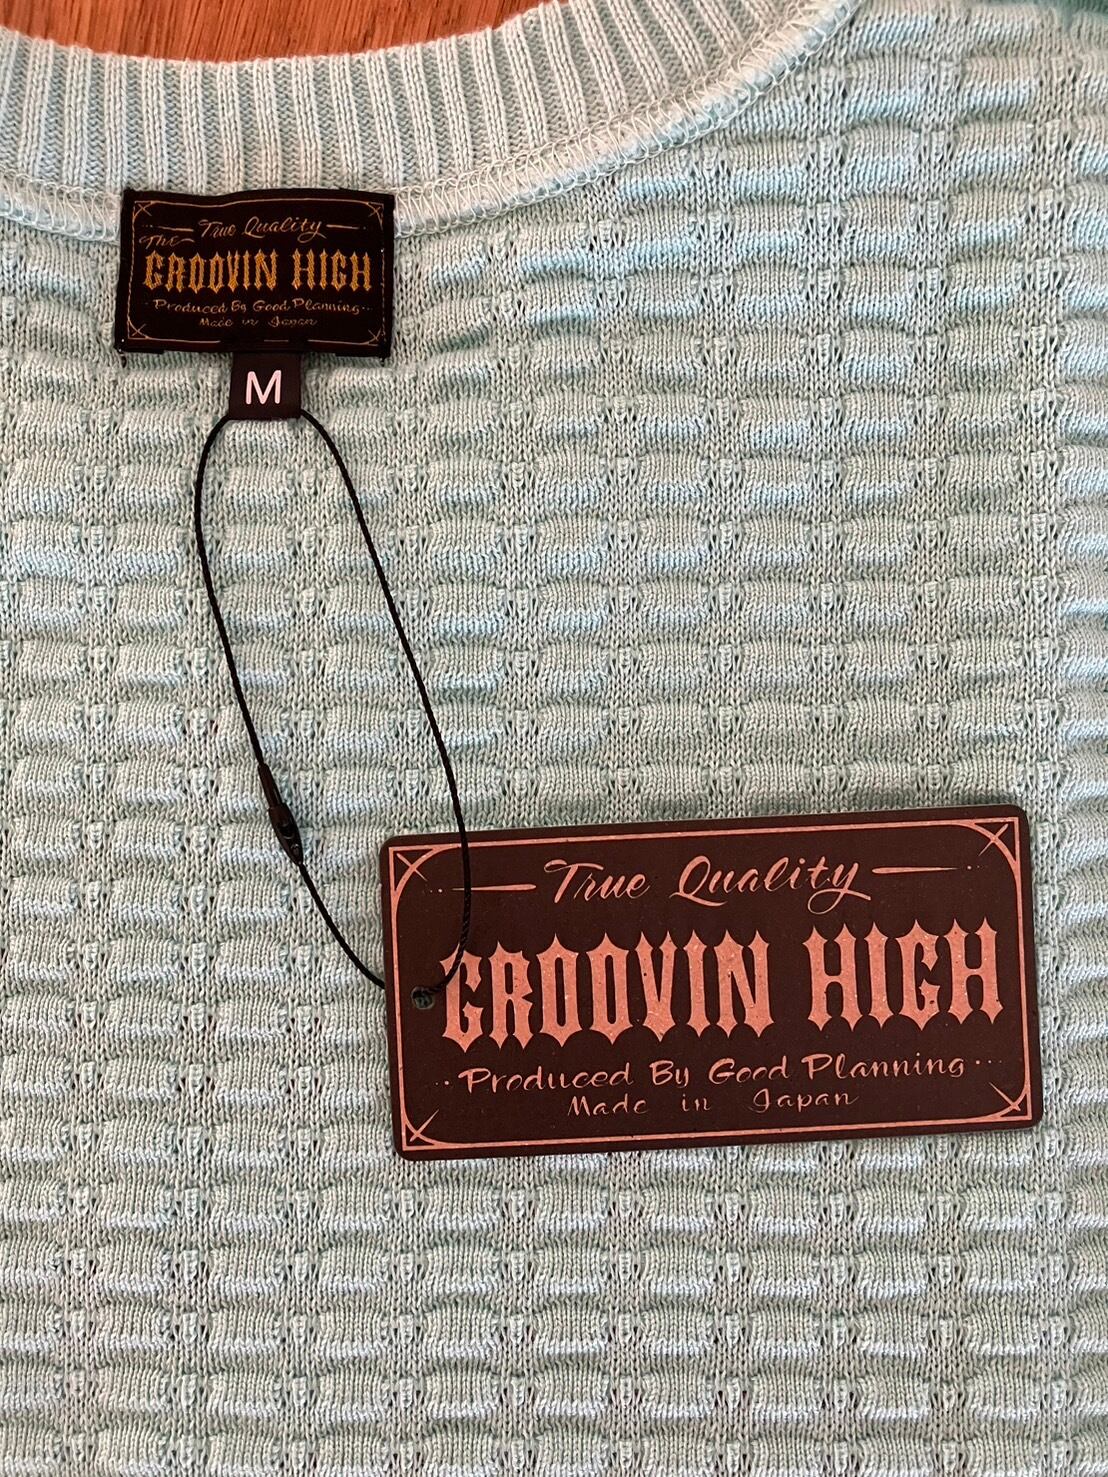 True Quality
The
GROOVIN HIGH
Produced By Good Planning
Made in Japan
M
True Quality
GROOVIN HIGH
Produced By Good Planning
Made in Japan